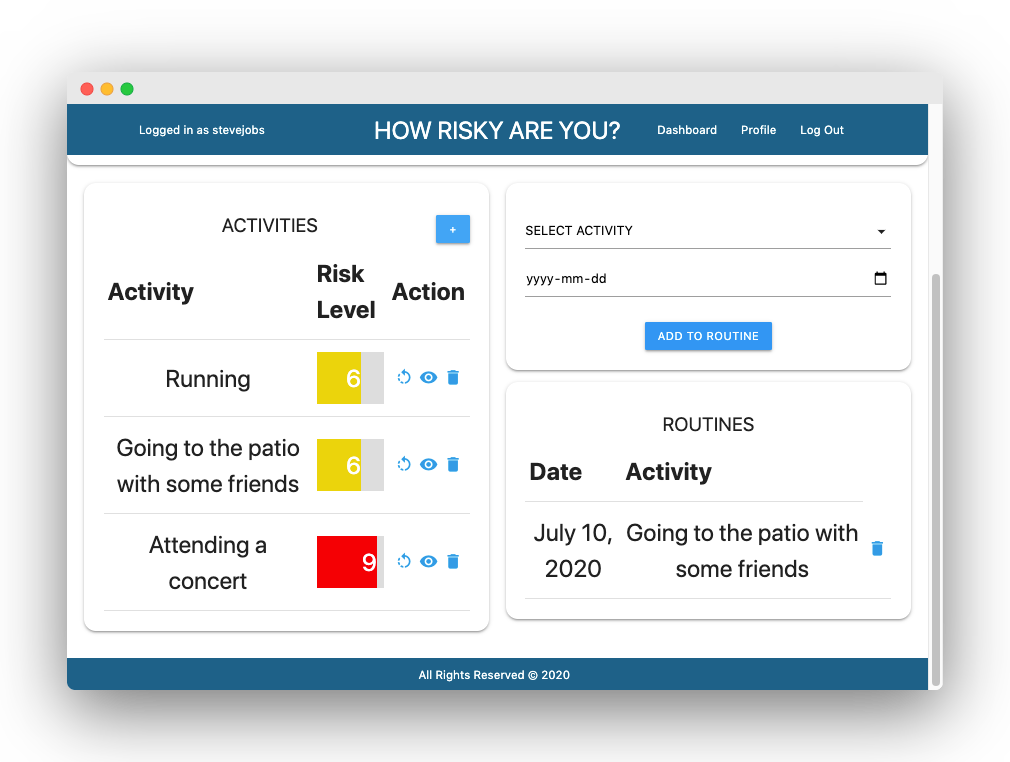 Logged in as stevejobs
HOW RISKY ARE YOU?
Dashboard
Profile
Log Out
ACTIVITIES
+
Activity
Risk
Level
Action
Running
6
Going to the patio
with some friends
6
Attending a
concert
9
SELECT ACTIVITY
yyyy-mm-dd
ADD TO ROUTINE
ROUTINES
Date
Activity
July 10,
2020
Going to the patio with
some friends
All Rights Reserved © 2020